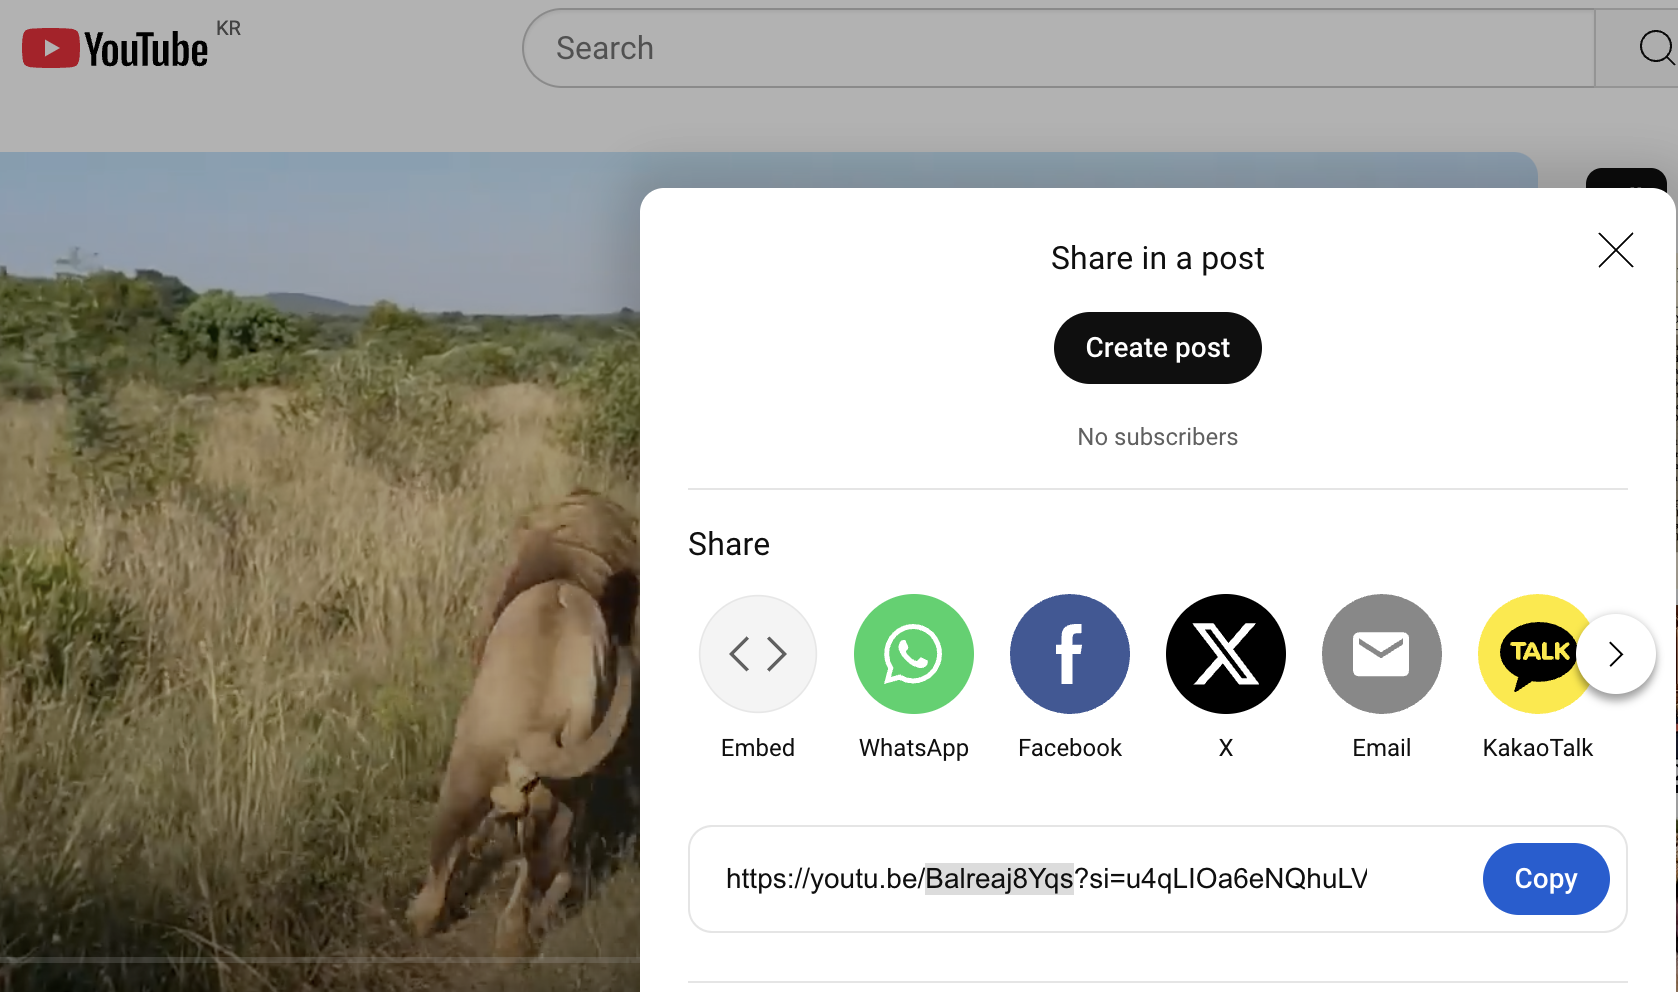 YouTube KR
Search
Share in a post
Create post
No subscribers
Share
TALK
Embed
WhatsApp
Facebook
X
Email
KakaoTalk
https://youtu.be/Balreaj8Yqs?si=u4qLIOa6eNQhuLV
Copy